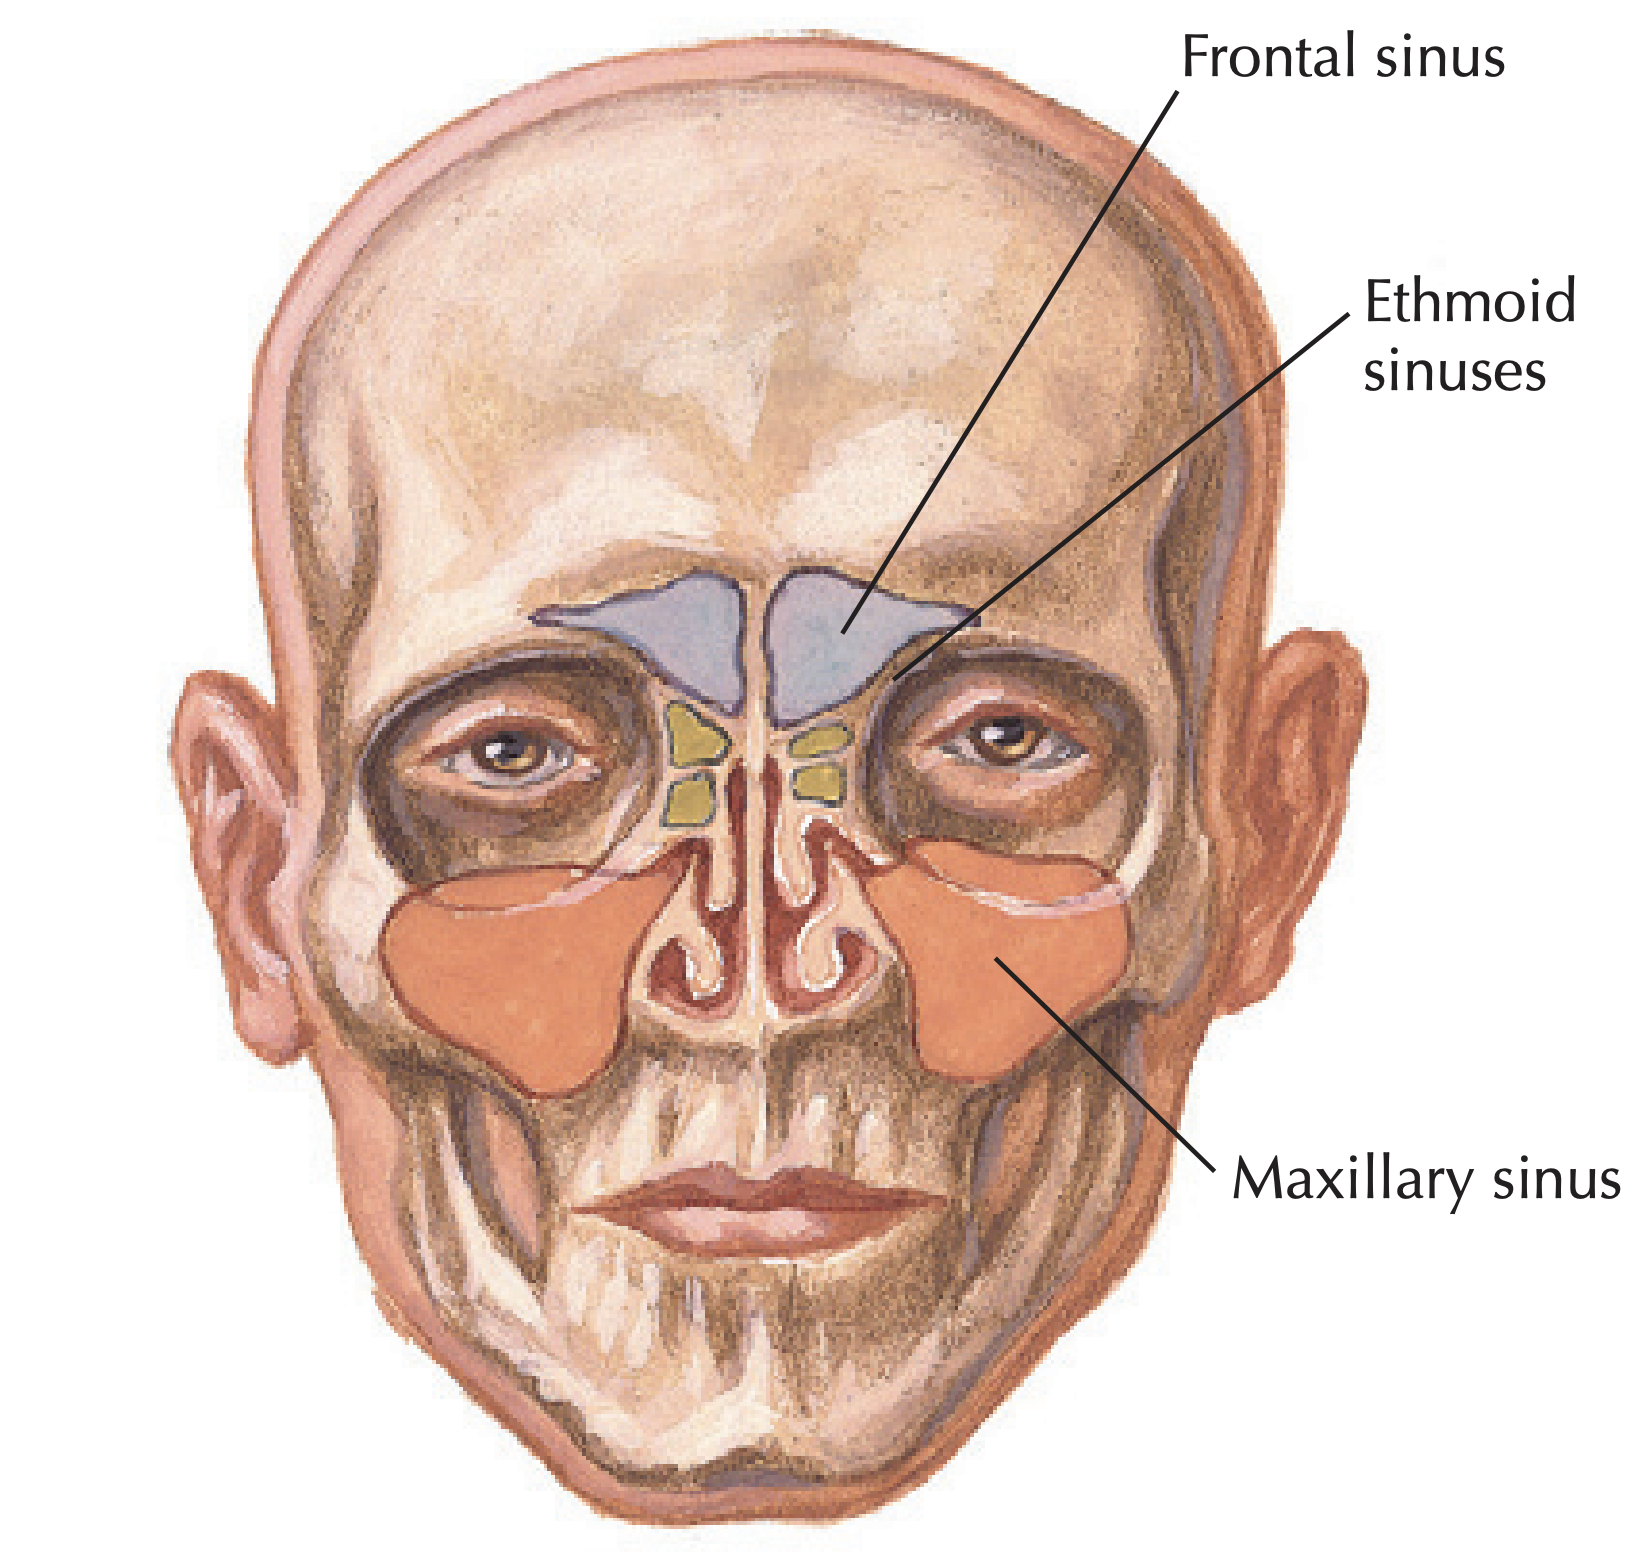 Frontal sinus
Ethmoid
sinuses
Maxillary sinus